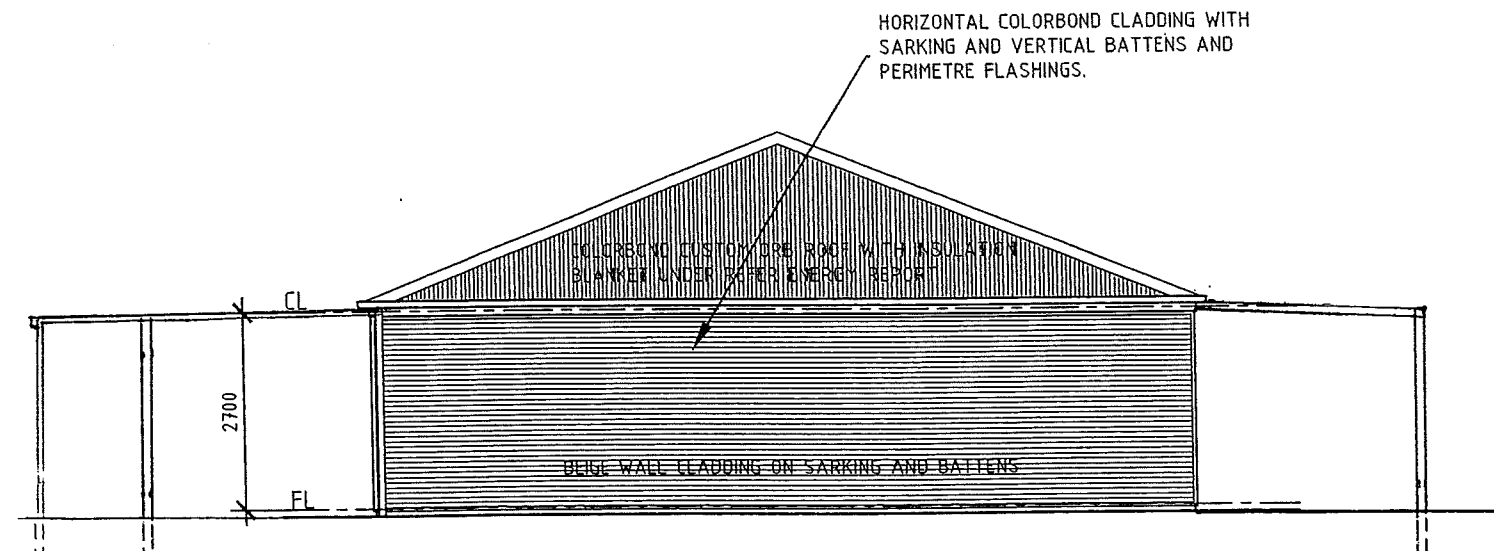 HORIZONTAL COLORBOND CLADDING WITH
SARKING AND VERTICAL BATTENS AND
PERIMETRE FLASHINGS.
COLORBOND CUSTOM ORB ROOF WITH INSULATION
BLANKET UNDER REFER ENERGY REPORT
CL
2700
BEIGE WALL CLADDING ON SARKING AND BATTENS
FL